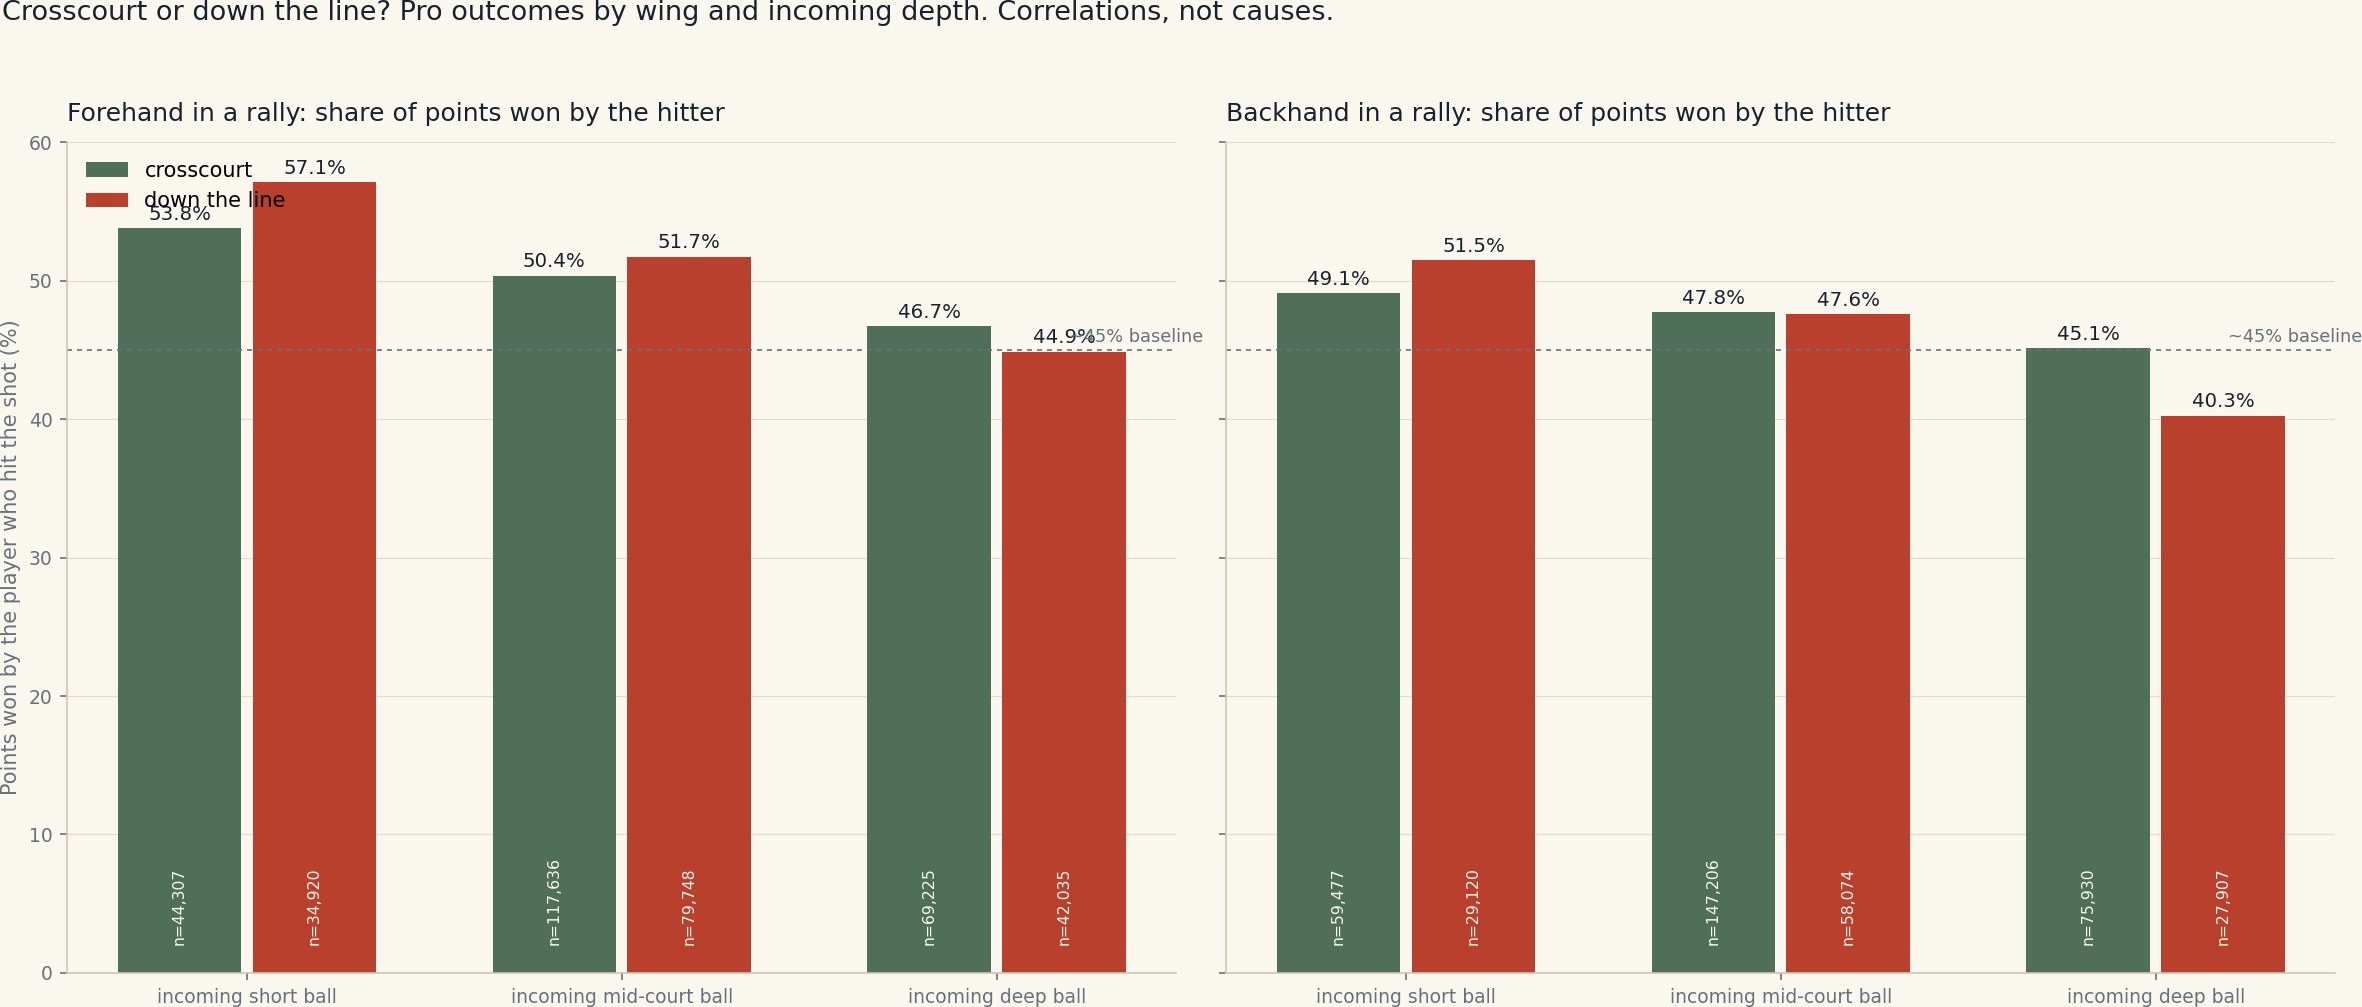 Crosscourt or down the line? Pro outcomes by wing and incoming depth. Correlations, not causes.
Forehand in a rally: share of points won by the hitter
Points won by the player who hit the shot (%)
60
50
40
30
20
10
0
crosscourt
down the line
53.8%
57.1%
50.4%
51.7%
46.7%
44.9%
~45% baseline
n=44,307
n=34,920
n=117,636
n=79,748
n=69,225
n=42,035
incoming short ball
incoming mid-court ball
incoming deep ball
Backhand in a rally: share of points won by the hitter
49.1%
51.5%
47.8%
47.6%
45.1%
40.3%
~45% baseline
n=59,477
n=29,120
n=147,206
n=58,074
n=75,930
n=27,907
incoming short ball
incoming mid-court ball
incoming deep ball